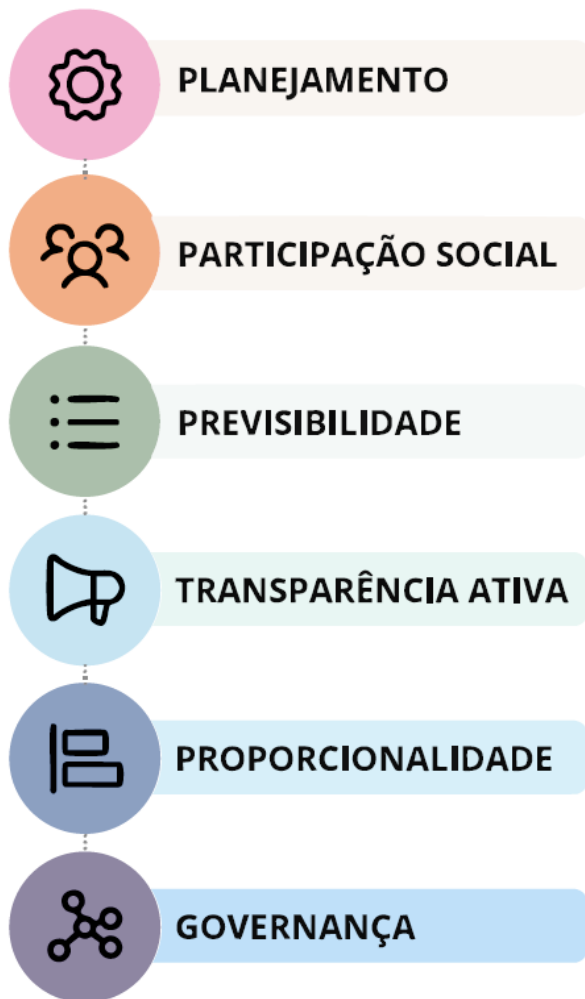 PLANEJAMENTO
PARTICIPAÇÃO SOCIAL
PREVISIBILIDADE
TRANSPARÊNCIA ATIVA
PROPORCIONALIDADE
GOVERNANÇA